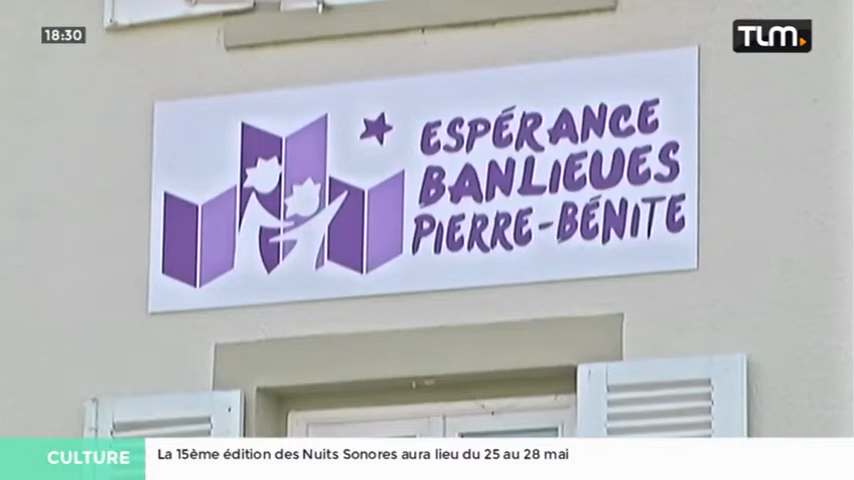 18:30
TLM
ESPÉRANCE
BANLIEUES
PIERRE-BÉNITE
CULTURE
La 15ème édition des Nuits Sonores aura lieu du 25 au 28 mai